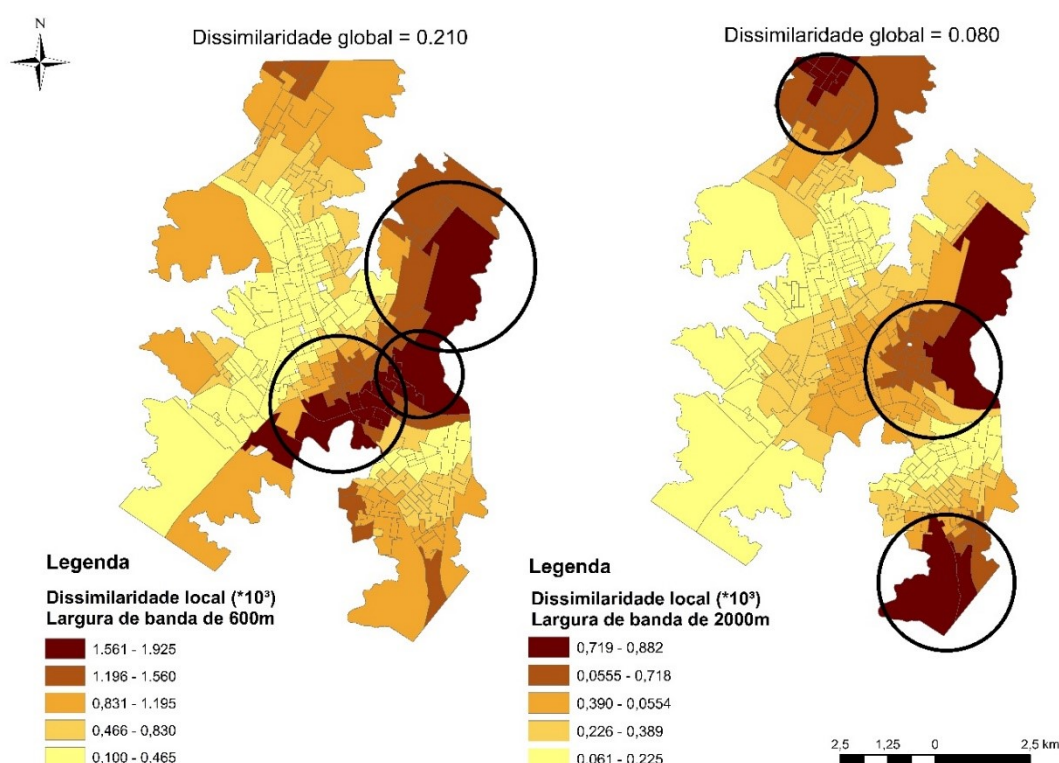 N
Dissimilaridade global = 0.210
Dissimilaridade global = 0.080
Legenda
Dissimilaridade local (*10³)
Largura de banda de 600m
1.561 - 1.925
1.196 - 1.560
0,831 - 1.195
0,466 - 0,830
0.100 - 0,465
Legenda
Dissimilaridade local (*10³)
Largura de banda de 2000m
0,719 - 0,882
0,0555 - 0,718
0,390 - 0,0554
0,226 - 0,389
0,061 - 0,225
2,5 1,25 0 2,5 km